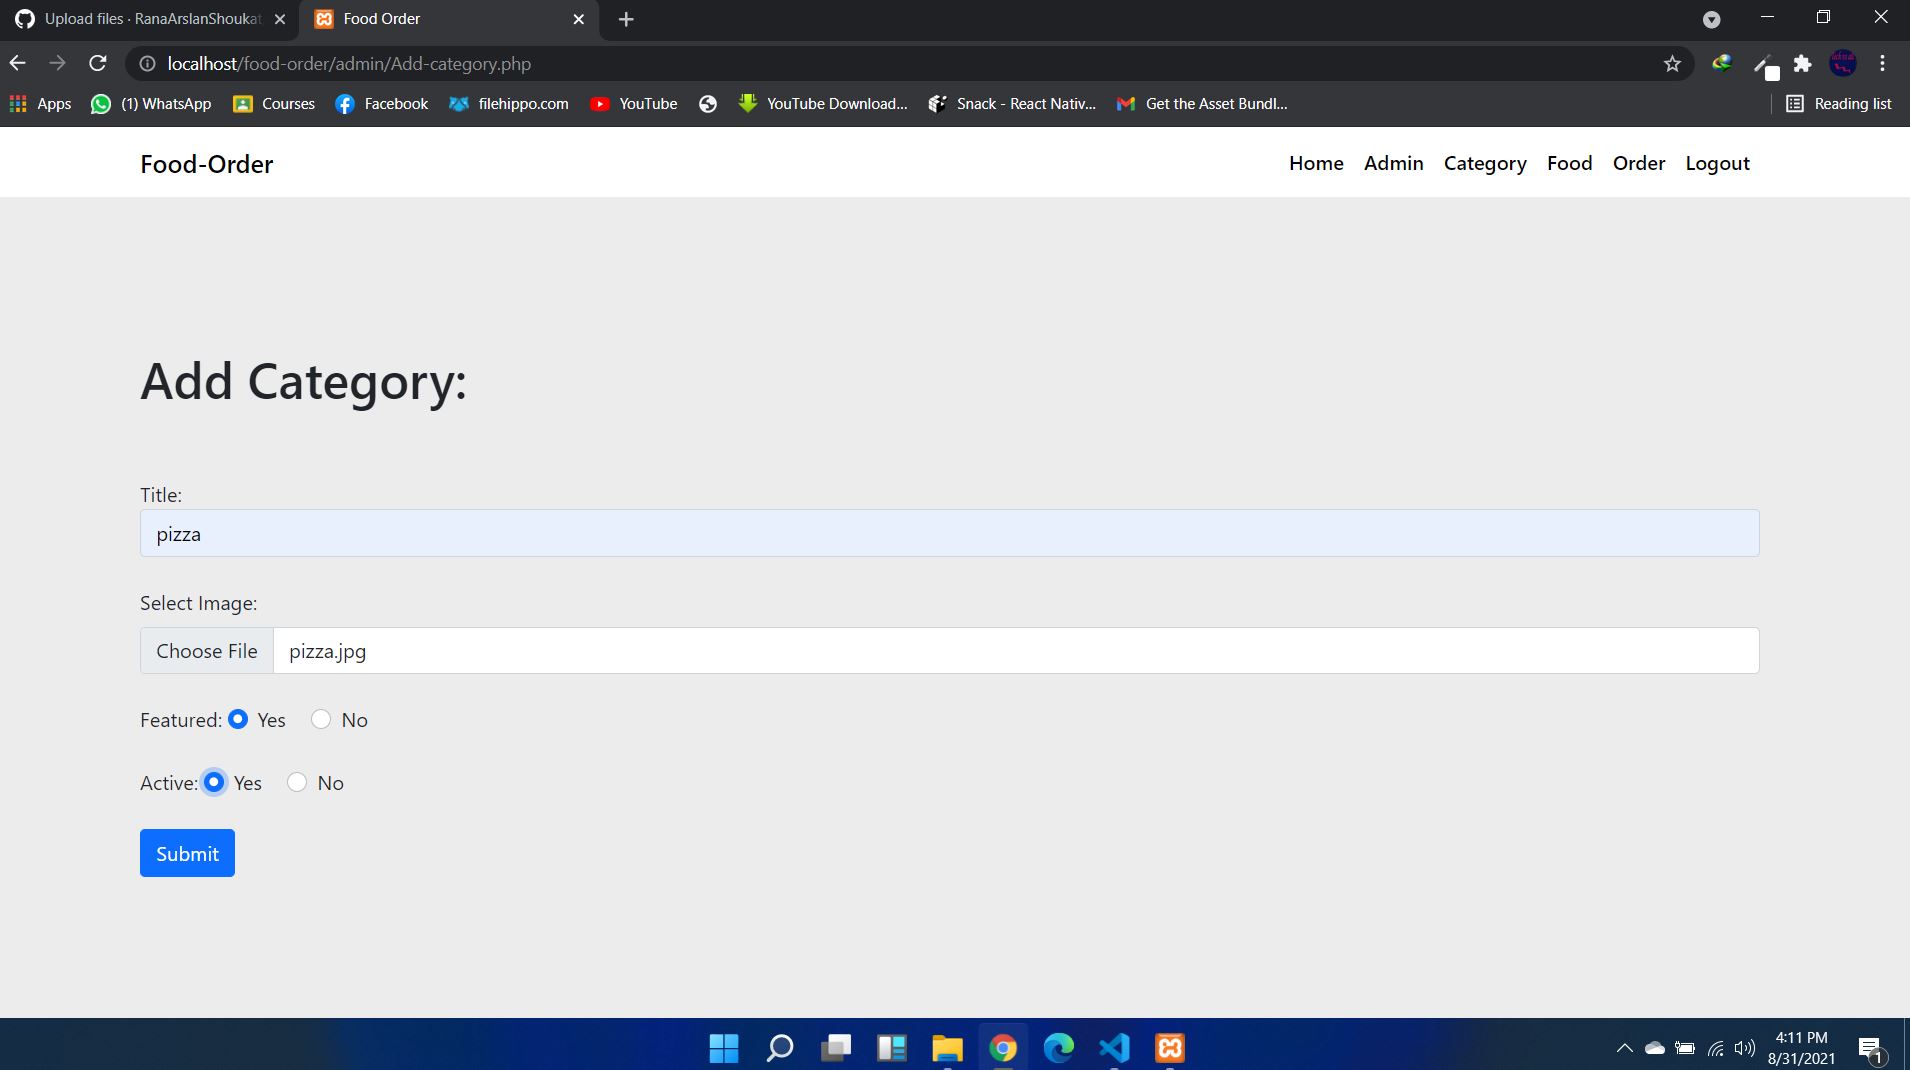 Upload files · RanaArslanShoukat
Food Order
localhost/food-order/admin/Add-category.php
Apps
(1) WhatsApp
Courses
Facebook
filehippo.com
YouTube
YouTube Download...
Snack - React Nativ...
Get the Asset Bundl...
Reading list
Food-Order
Home
Admin
Category
Food
Order
Logout
Add Category:
Title:
pizza
Select Image:
Choose File pizza.jpg
Featured: Yes No
Active: Yes No
Submit
4:11 PM
8/31/2021
1